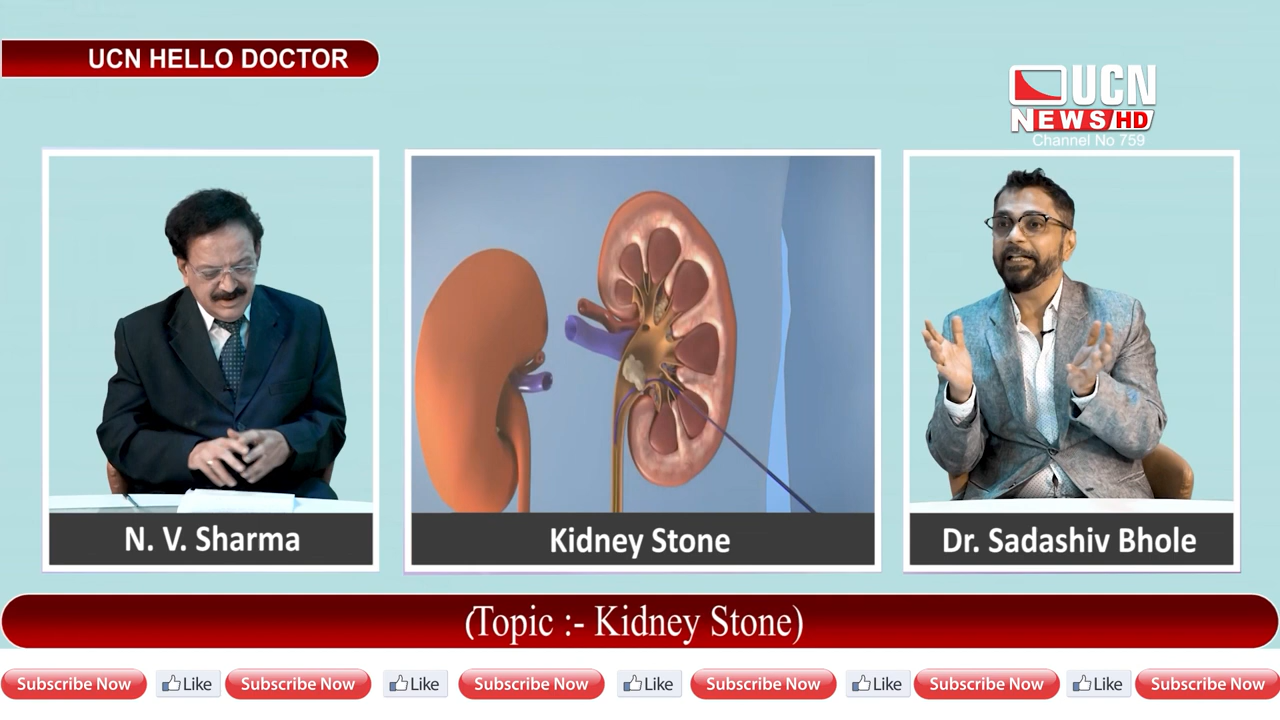 UCN HELLO DOCTOR
UCN
NEWS HD
Channel No 759
N. V. Sharma
Kidney Stone
Dr. Sadashiv Bhole
(Topic :- Kidney Stone)
Subscribe Now Like Subscribe Now Like Subscribe Now Like Subscribe Now Like Subscribe Now Like Subscribe Now